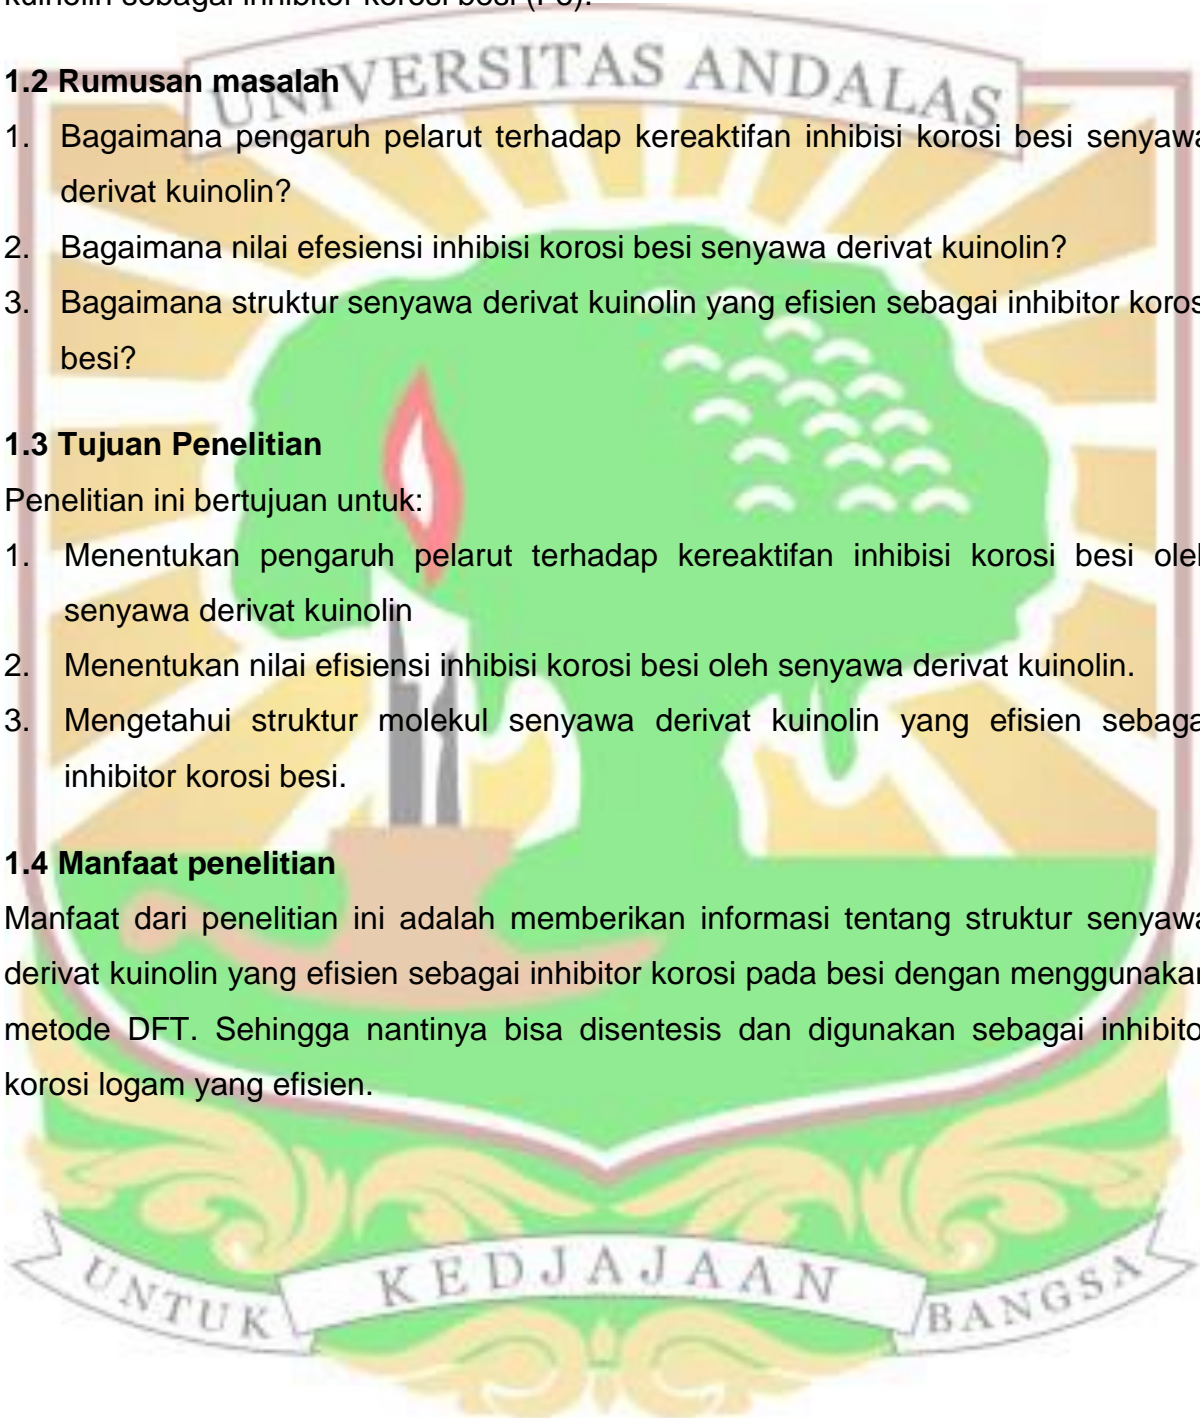 kuinolin sebagai inhibitor korosi besi (Fe).
UNIVERSITAS ANDALAS
1.2 Rumusan masalah
1. Bagaimana pengaruh pelarut terhadap kereaktifan inhibisi korosi besi senyawa
derivat kuinolin?
2. Bagaimana nilai efesiensi inhibisi korosi besi senyawa derivat kuinolin?
3. Bagaimana struktur senyawa derivat kuinolin yang efisien sebagai inhibitor koros
besi?
1.3 Tujuan Penelitian
Penelitian ini bertujuan untuk:
1. Menentukan pengaruh pelarut terhadap kereaktifan inhibisi korosi besi oleh
senyawa derivat kuinolin
2. Menentukan nilai efisiensi inhibisi korosi besi oleh senyawa derivat kuinolin.
3. Mengetahui struktur molekul senyawa derivat kuinolin yang efisien sebaga
inhibitor korosi besi.
1.4 Manfaat penelitian
Manfaat dari penelitian ini adalah memberikan informasi tentang struktur senyawa
derivat kuinolin yang efisien sebagai inhibitor korosi pada besi dengan menggunakan
metode DFT. Sehingga nantinya bisa disentesis dan digunakan sebagai inhibito
korosi logam yang efisien.
UNTUK KEDJAJAAN BANGSA